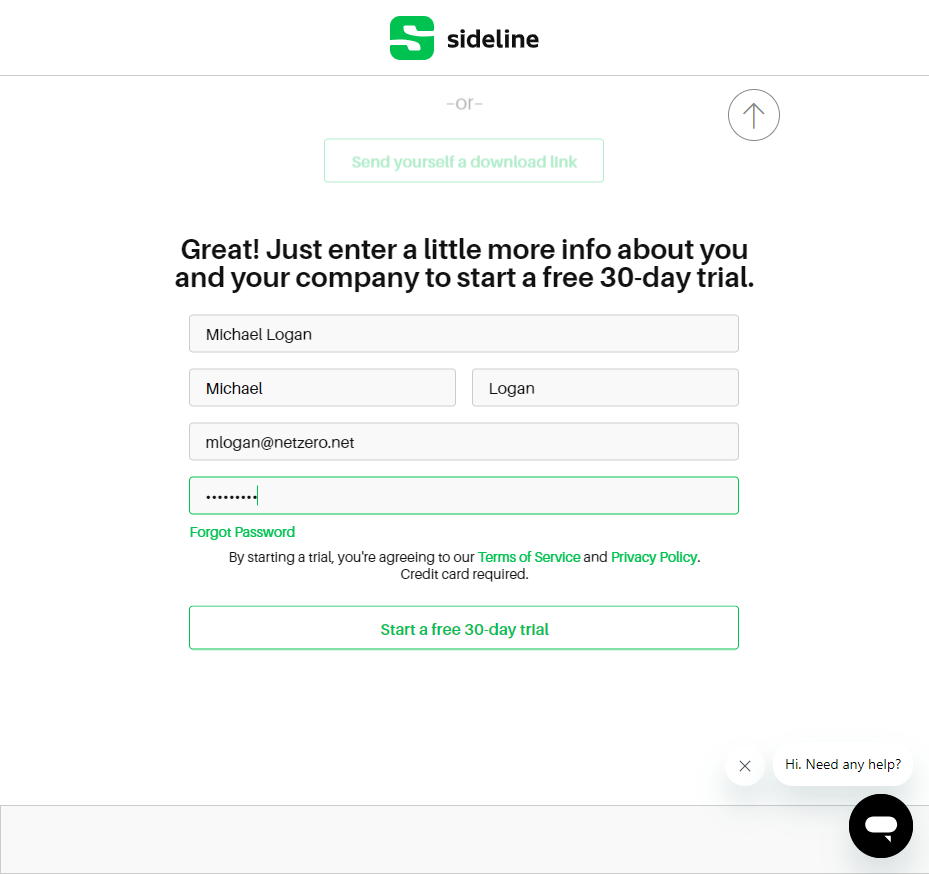 sideline
-or-
Send yourself a download link
Great! Just enter a little more info about you
and your company to start a free 30-day trial.
Michael Logan
Michael
Logan
mlogan@netzero.net
•••••••••
Forgot Password
By starting a trial, you're agreeing to our Terms of Service and Privacy Policy.
Credit card required.
Start a free 30-day trial
Hi. Need any help?